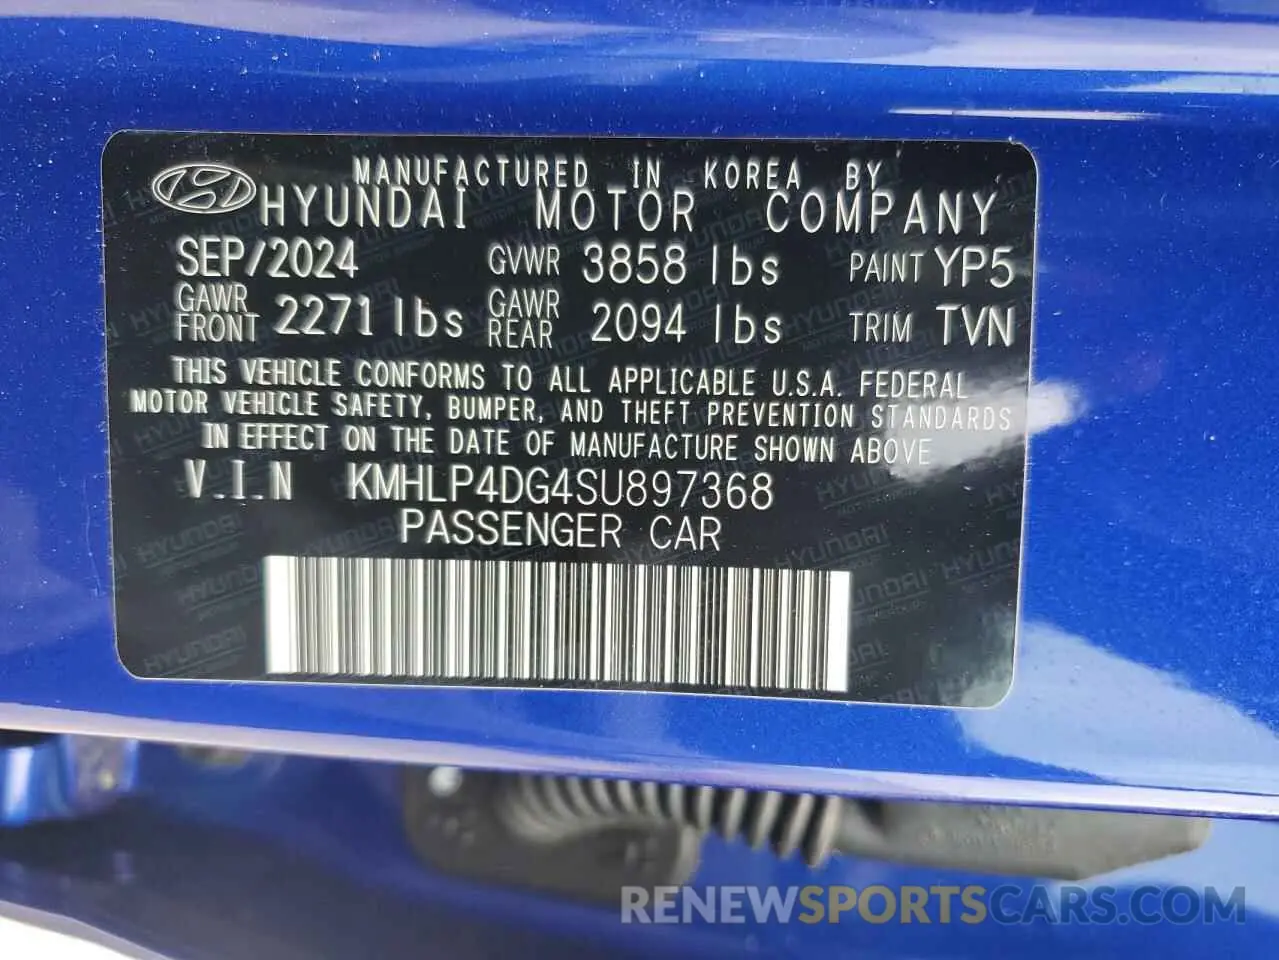 MANUFACTURED IN KOREA BY
HYUNDAI MOTOR COMPANY
SEP/2024 GVWR 3858 lbs PAINT YP5
GAWR FRONT 2271 lbs GAWR REAR 2094 lbs TRIM TVN
THIS VEHICLE CONFORMS TO ALL APPLICABLE U.S.A. FEDERAL
MOTOR VEHICLE SAFETY, BUMPER, AND THEFT PREVENTION STANDARDS
IN EFFECT ON THE DATE OF MANUFACTURE SHOWN ABOVE
V.I.N KMHLP4DG4SU897368
PASSENGER CAR
RENEWSPORTSCARS.COM